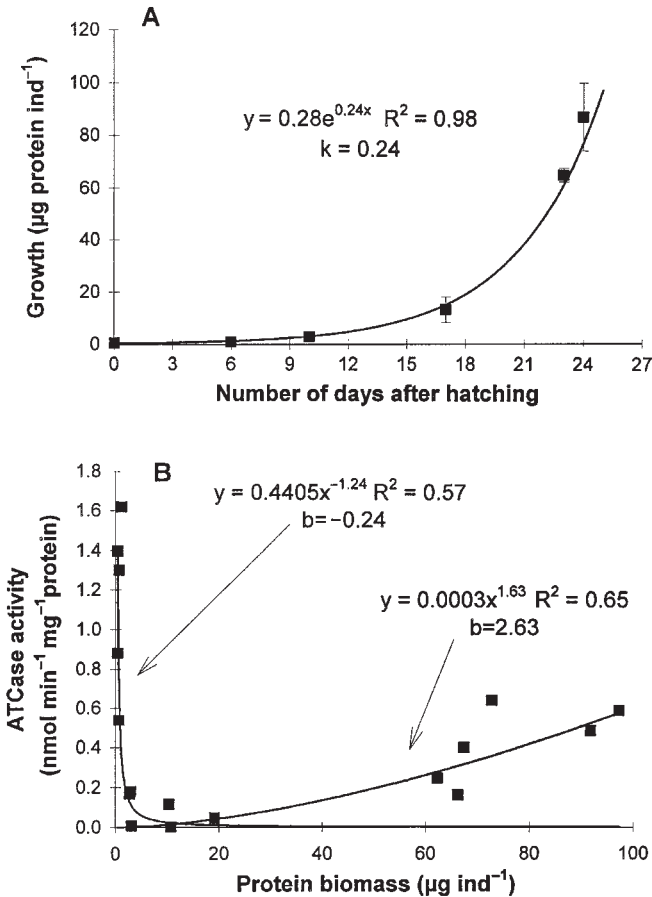 A
120
100
80
60
40
20
0
Growth (µg protein ind⁻¹)
y = 0.28e^0.24x R² = 0,98
k = 0.24
0 3 6 9 12 15 18 21 24 27
Number of days after hatching
B
1.8
1.6
1.4
1.2
1.0
0.8
0.6
0.4
0.2
0.0
ATCase activity
(nmol min⁻¹ mg⁻¹protein)
y = 0.4405x^−1.24 R² = 0.57
b= −0.24
y = 0.0003x^1.63 R² = 0.65
b=2.63
0 20 40 60 80 100
Protein biomass (µg ind⁻¹)